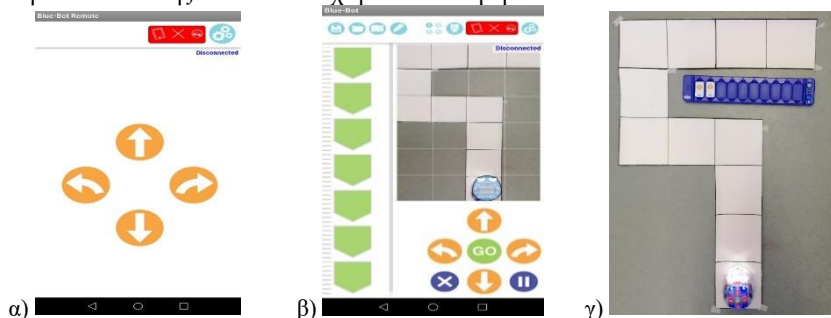 Blue-Bot Remote
Disconnected
Blue-Bot
Disconnected
GO
α)
β)
γ)